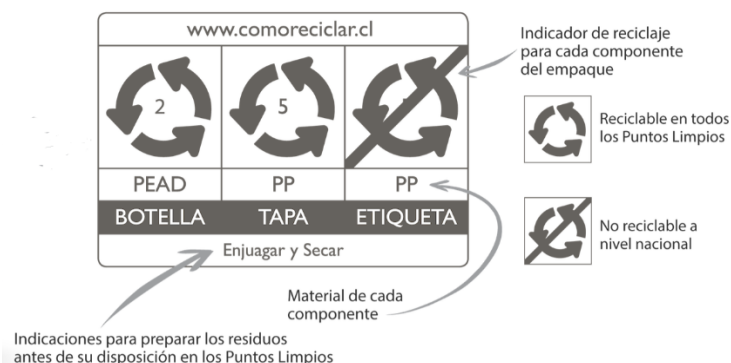 www.comoreciclar.cl
2
5
PEAD
PP
PP
BOTELLA
TAPA
ETIQUETA
Enjuagar y Secar
Indicador de reciclaje
para cada componente
del empaque
Reciclable en todos
los Puntos Limpios
No reciclable a
nivel nacional
Material de cada
componente
Indicaciones para preparar los residuos
antes de su disposición en los Puntos Limpios